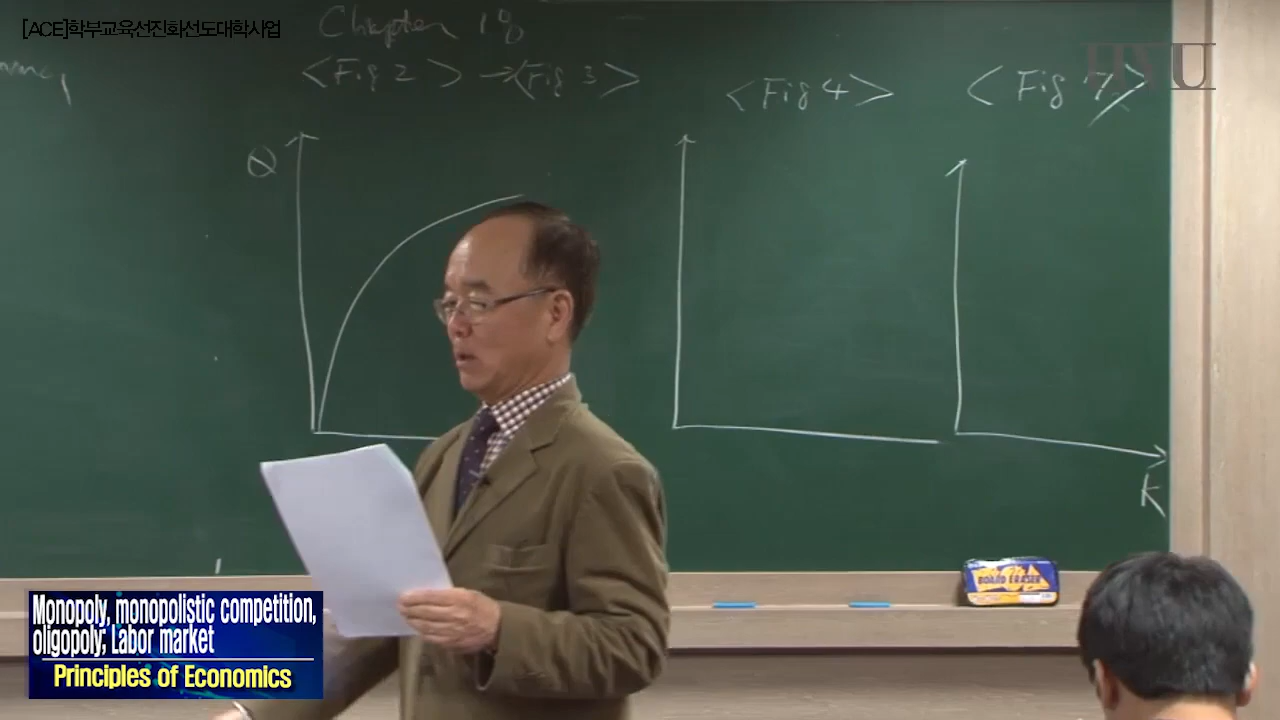 [ACE]학부교육선진화선도대학사업
Chapter 18
<Fig 2> → <Fig 3>
<Fig 4>
<Fig 7>
Q
K
BOARD ERASER
Monopoly, monopolistic competition,
oligopoly; Labor market
Principles of Economics